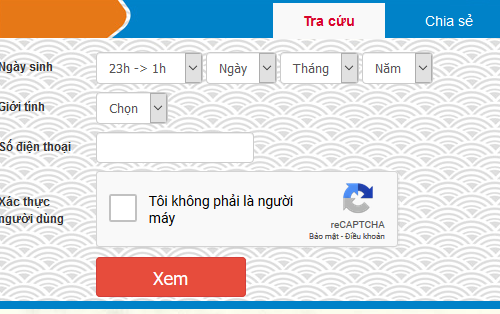 Tra cứu Chia sẻ
Ngày sinh 23h -> 1h Ngày Tháng Năm
Giới tính Chọn
Số điện thoại
Xác thực
người dùng
Tôi không phải là người
máy
reCAPTCHA
Bảo mật - Điều khoản
Xem